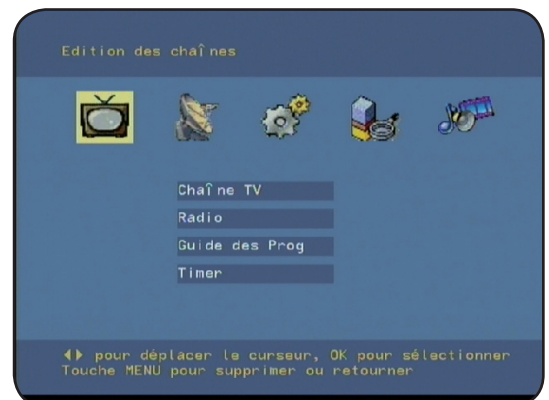 Edition des chaînes
Chaîne TV
Radio
Guide des Prog
Timer
pour déplacer le curseur, OK pour sélectionner
Touche MENU pour supprimer ou retourner